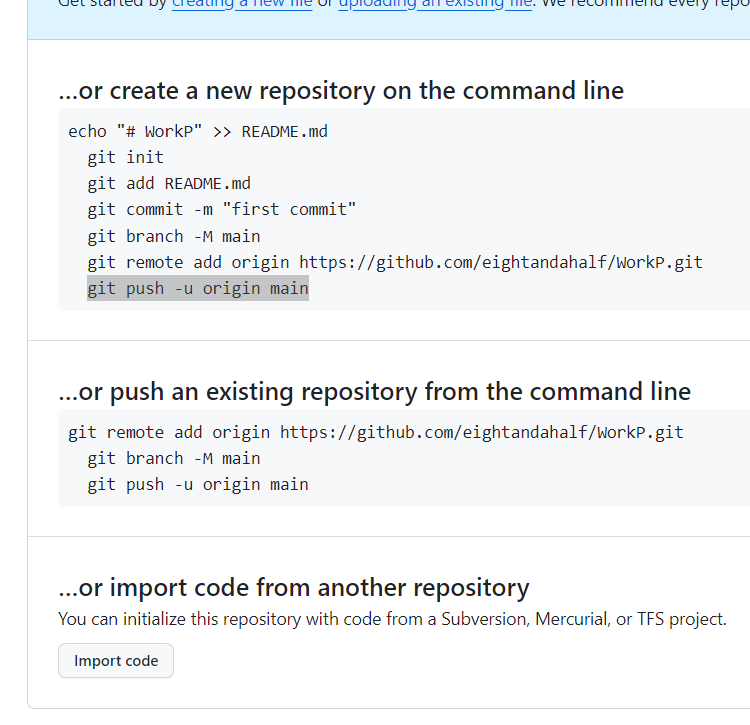 Get started by creating a new file or uploading an existing file. We recommend every repo
...or create a new repository on the command line
echo "# WorkP" >> README.md
git init
git add README.md
git commit -m "first commit"
git branch -M main
git remote add origin https://github.com/eightandahalf/WorkP.git
git push -u origin main
...or push an existing repository from the command line
git remote add origin https://github.com/eightandahalf/WorkP.git
git branch -M main
git push -u origin main
...or import code from another repository
You can initialize this repository with code from a Subversion, Mercurial, or TFS project.
Import code